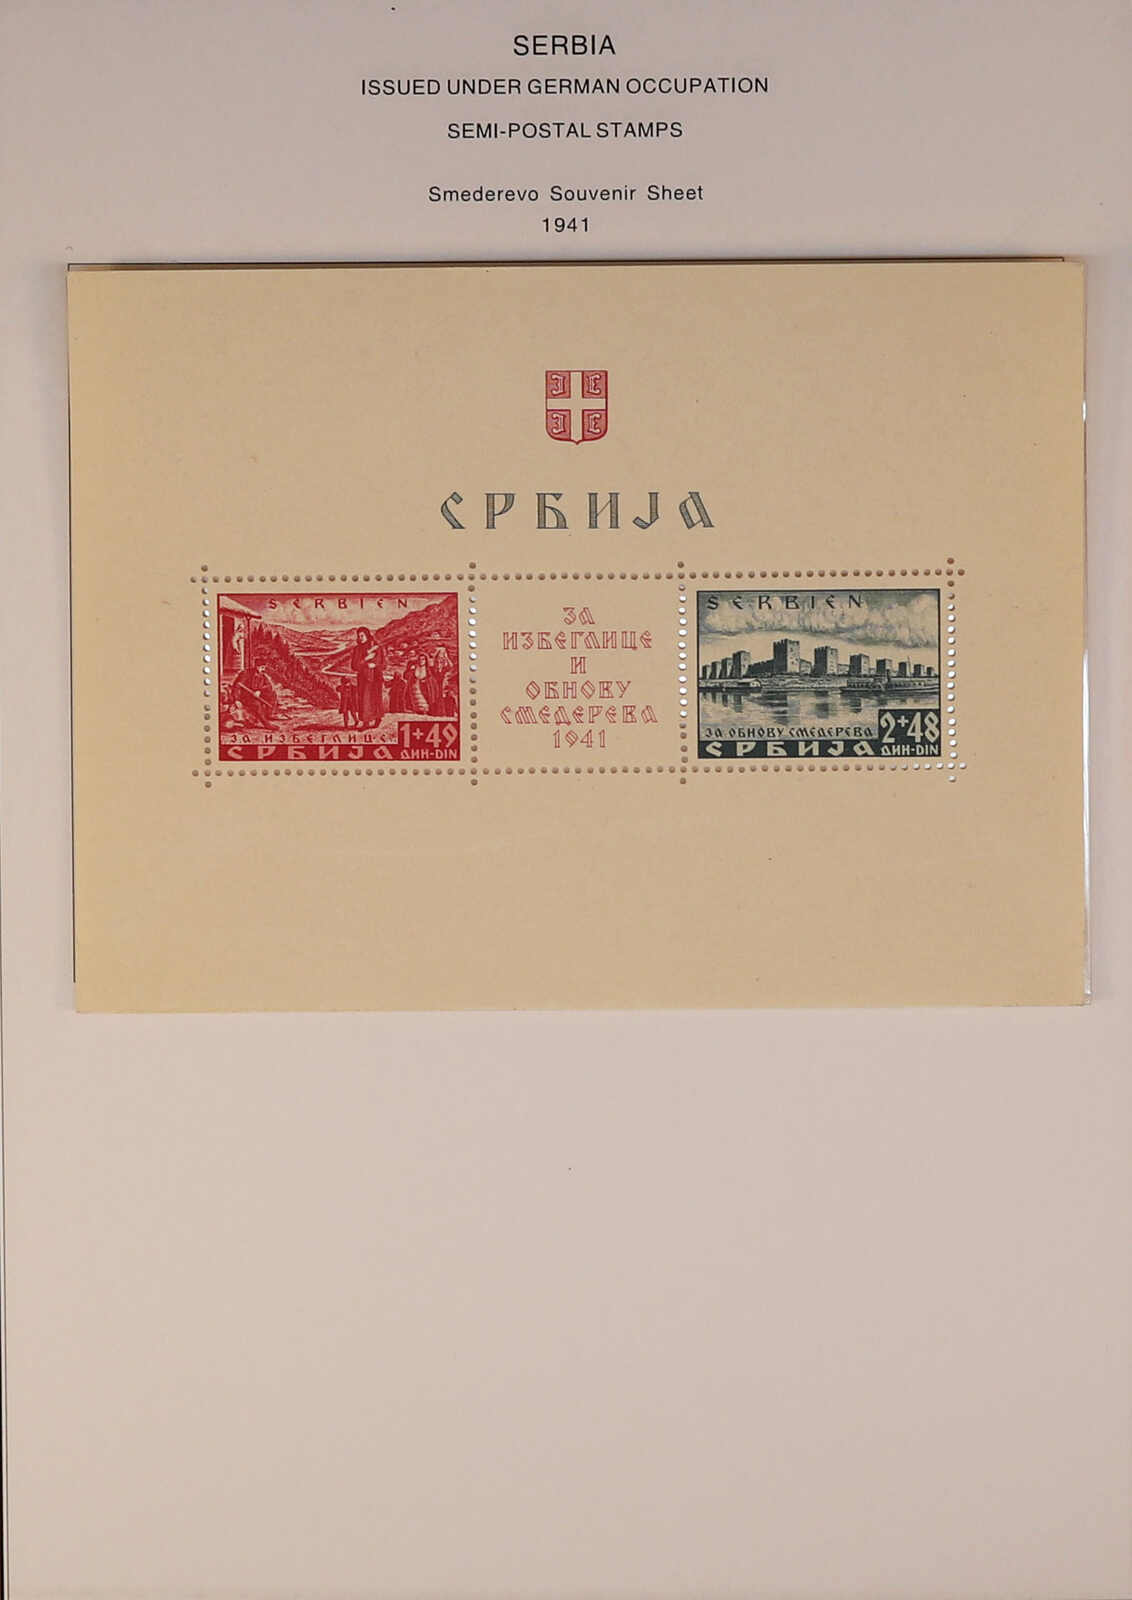 SERBIA
ISSUED UNDER GERMAN OCCUPATION
SEMI-POSTAL STAMPS
Smederevo Souvenir Sheet
1941
СРБИЈА
SERBIEN
ЗА ИЗБЕГЛИЦЕ
1+49
СРБИЈА ДИН-DIN
ЗА
ИЗБЕГЛИЦЕ
И
ОБНОВУ
СМЕДЕРЕВА
1941
SERBIEN
ЗА ОБНОВУ СМЕДЕРЕВА
2+48
СРБИЈА ДИН-DIN